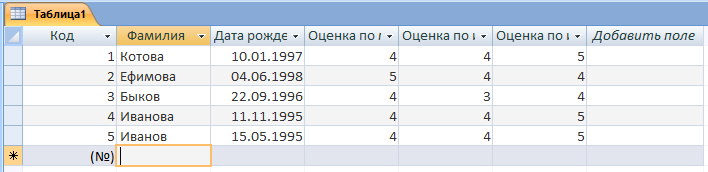 Таблица1
Код Фамилия Дата рожде Оценка по Оценка по Оценка по Добавить поле
1 Котова 10.01.1997 4 4 5
2 Ефимова 04.06.1998 5 4 4
3 Быков 22.09.1996 4 3 4
4 Иванова 11.11.1995 4 4 5
5 Иванов 15.05.1995 4 4 5
(№)